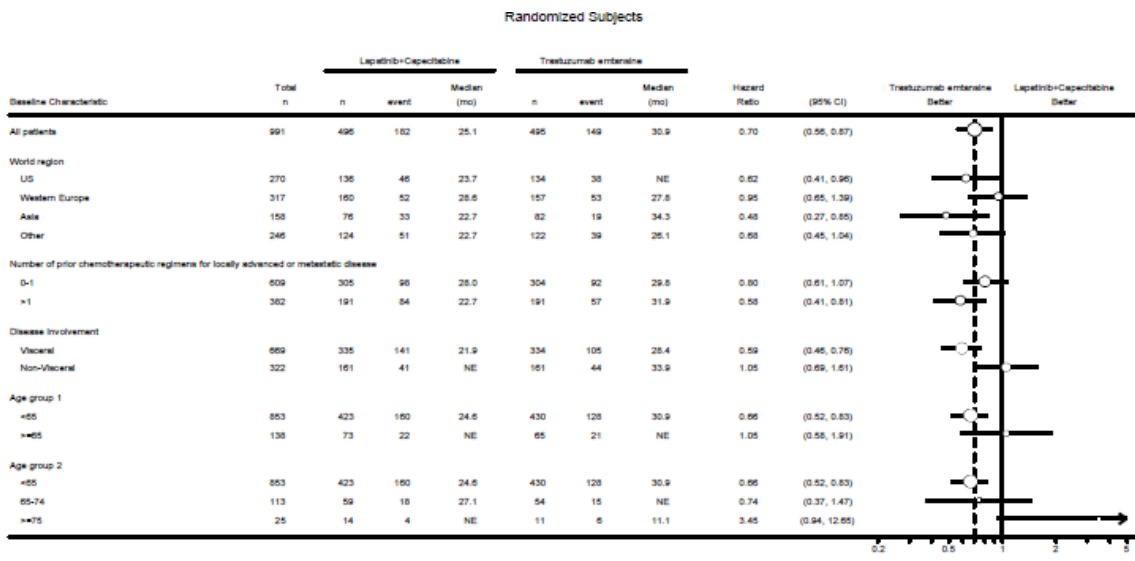 Randomized Subjects
Lapatinib+Capecitabine Trastuzumab emtansine
Total Median Median Hazard Trastuzumab emtansine Lapatinib+Capecitabine
Baseline Characteristic n n event (mo) n event (mo) Ratio (95% CI) Better Better
All patients 991 496 182 25.1 495 149 30.9 0.70 (0.56, 0.87)
World region
US 270 136 46 23.7 134 38 NE 0.62 (0.41, 0.96)
Western Europe 317 160 52 28.6 157 53 27.8 0.95 (0.65, 1.39)
Asia 158 76 33 22.7 82 19 34.3 0.48 (0.27, 0.85)
Other 246 124 51 22.7 122 39 26.1 0.68 (0.45, 1.04)
Number of prior chemotherapeutic regimens for locally advanced or metastatic disease
0-1 609 305 98 28.0 304 92 29.8 0.80 (0.61, 1.07)
>1 382 191 84 22.7 191 57 31.9 0.58 (0.41, 0.81)
Disease Involvement
Visceral 669 335 141 21.9 334 105 28.4 0.59 (0.46, 0.76)
Non-Visceral 322 161 41 NE 161 44 33.9 1.05 (0.69, 1.61)
Age group 1
<65 853 423 160 24.6 430 128 30.9 0.66 (0.52, 0.83)
>=65 138 73 22 NE 65 21 NE 1.05 (0.58, 1.91)
Age group 2
<65 853 423 160 24.6 430 128 30.9 0.66 (0.52, 0.83)
65-74 113 59 18 27.1 54 15 NE 0.74 (0.37, 1.47)
>=75 25 14 4 NE 11 6 11.1 3.45 (0.94, 12.65)
0.2 0.5 1 2 5